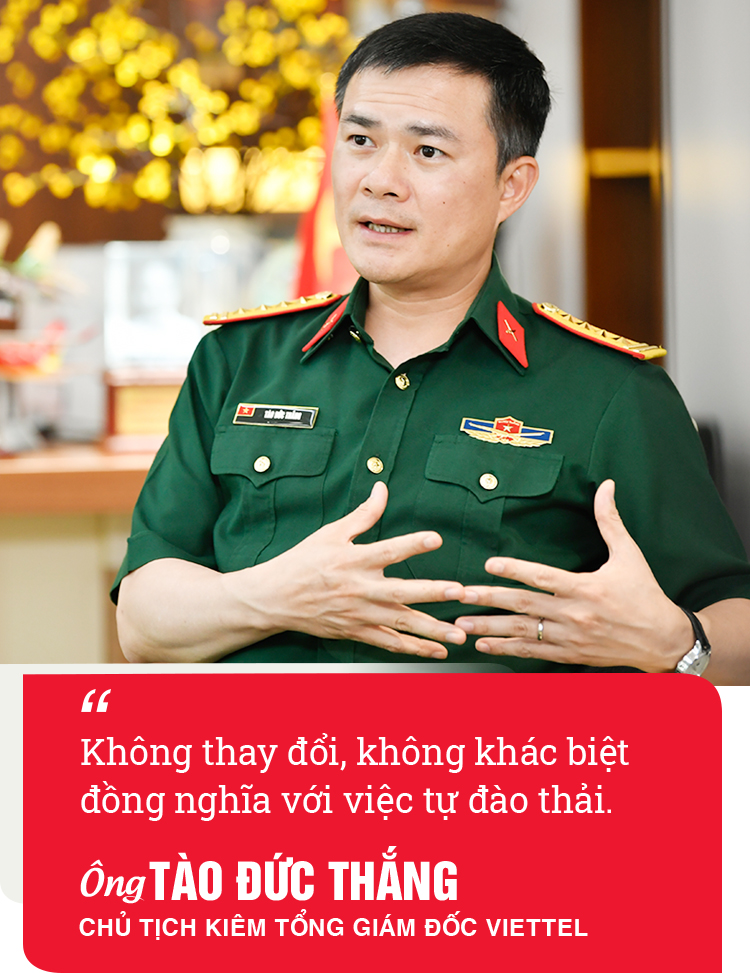 TÀO ĐỨC THẮNG
“
Không thay đổi, không khác biệt
đồng nghĩa với việc tự đào thải.
Ông TÀO ĐỨC THẮNG
CHỦ TỊCH KIÊM TỔNG GIÁM ĐỐC VIETTEL